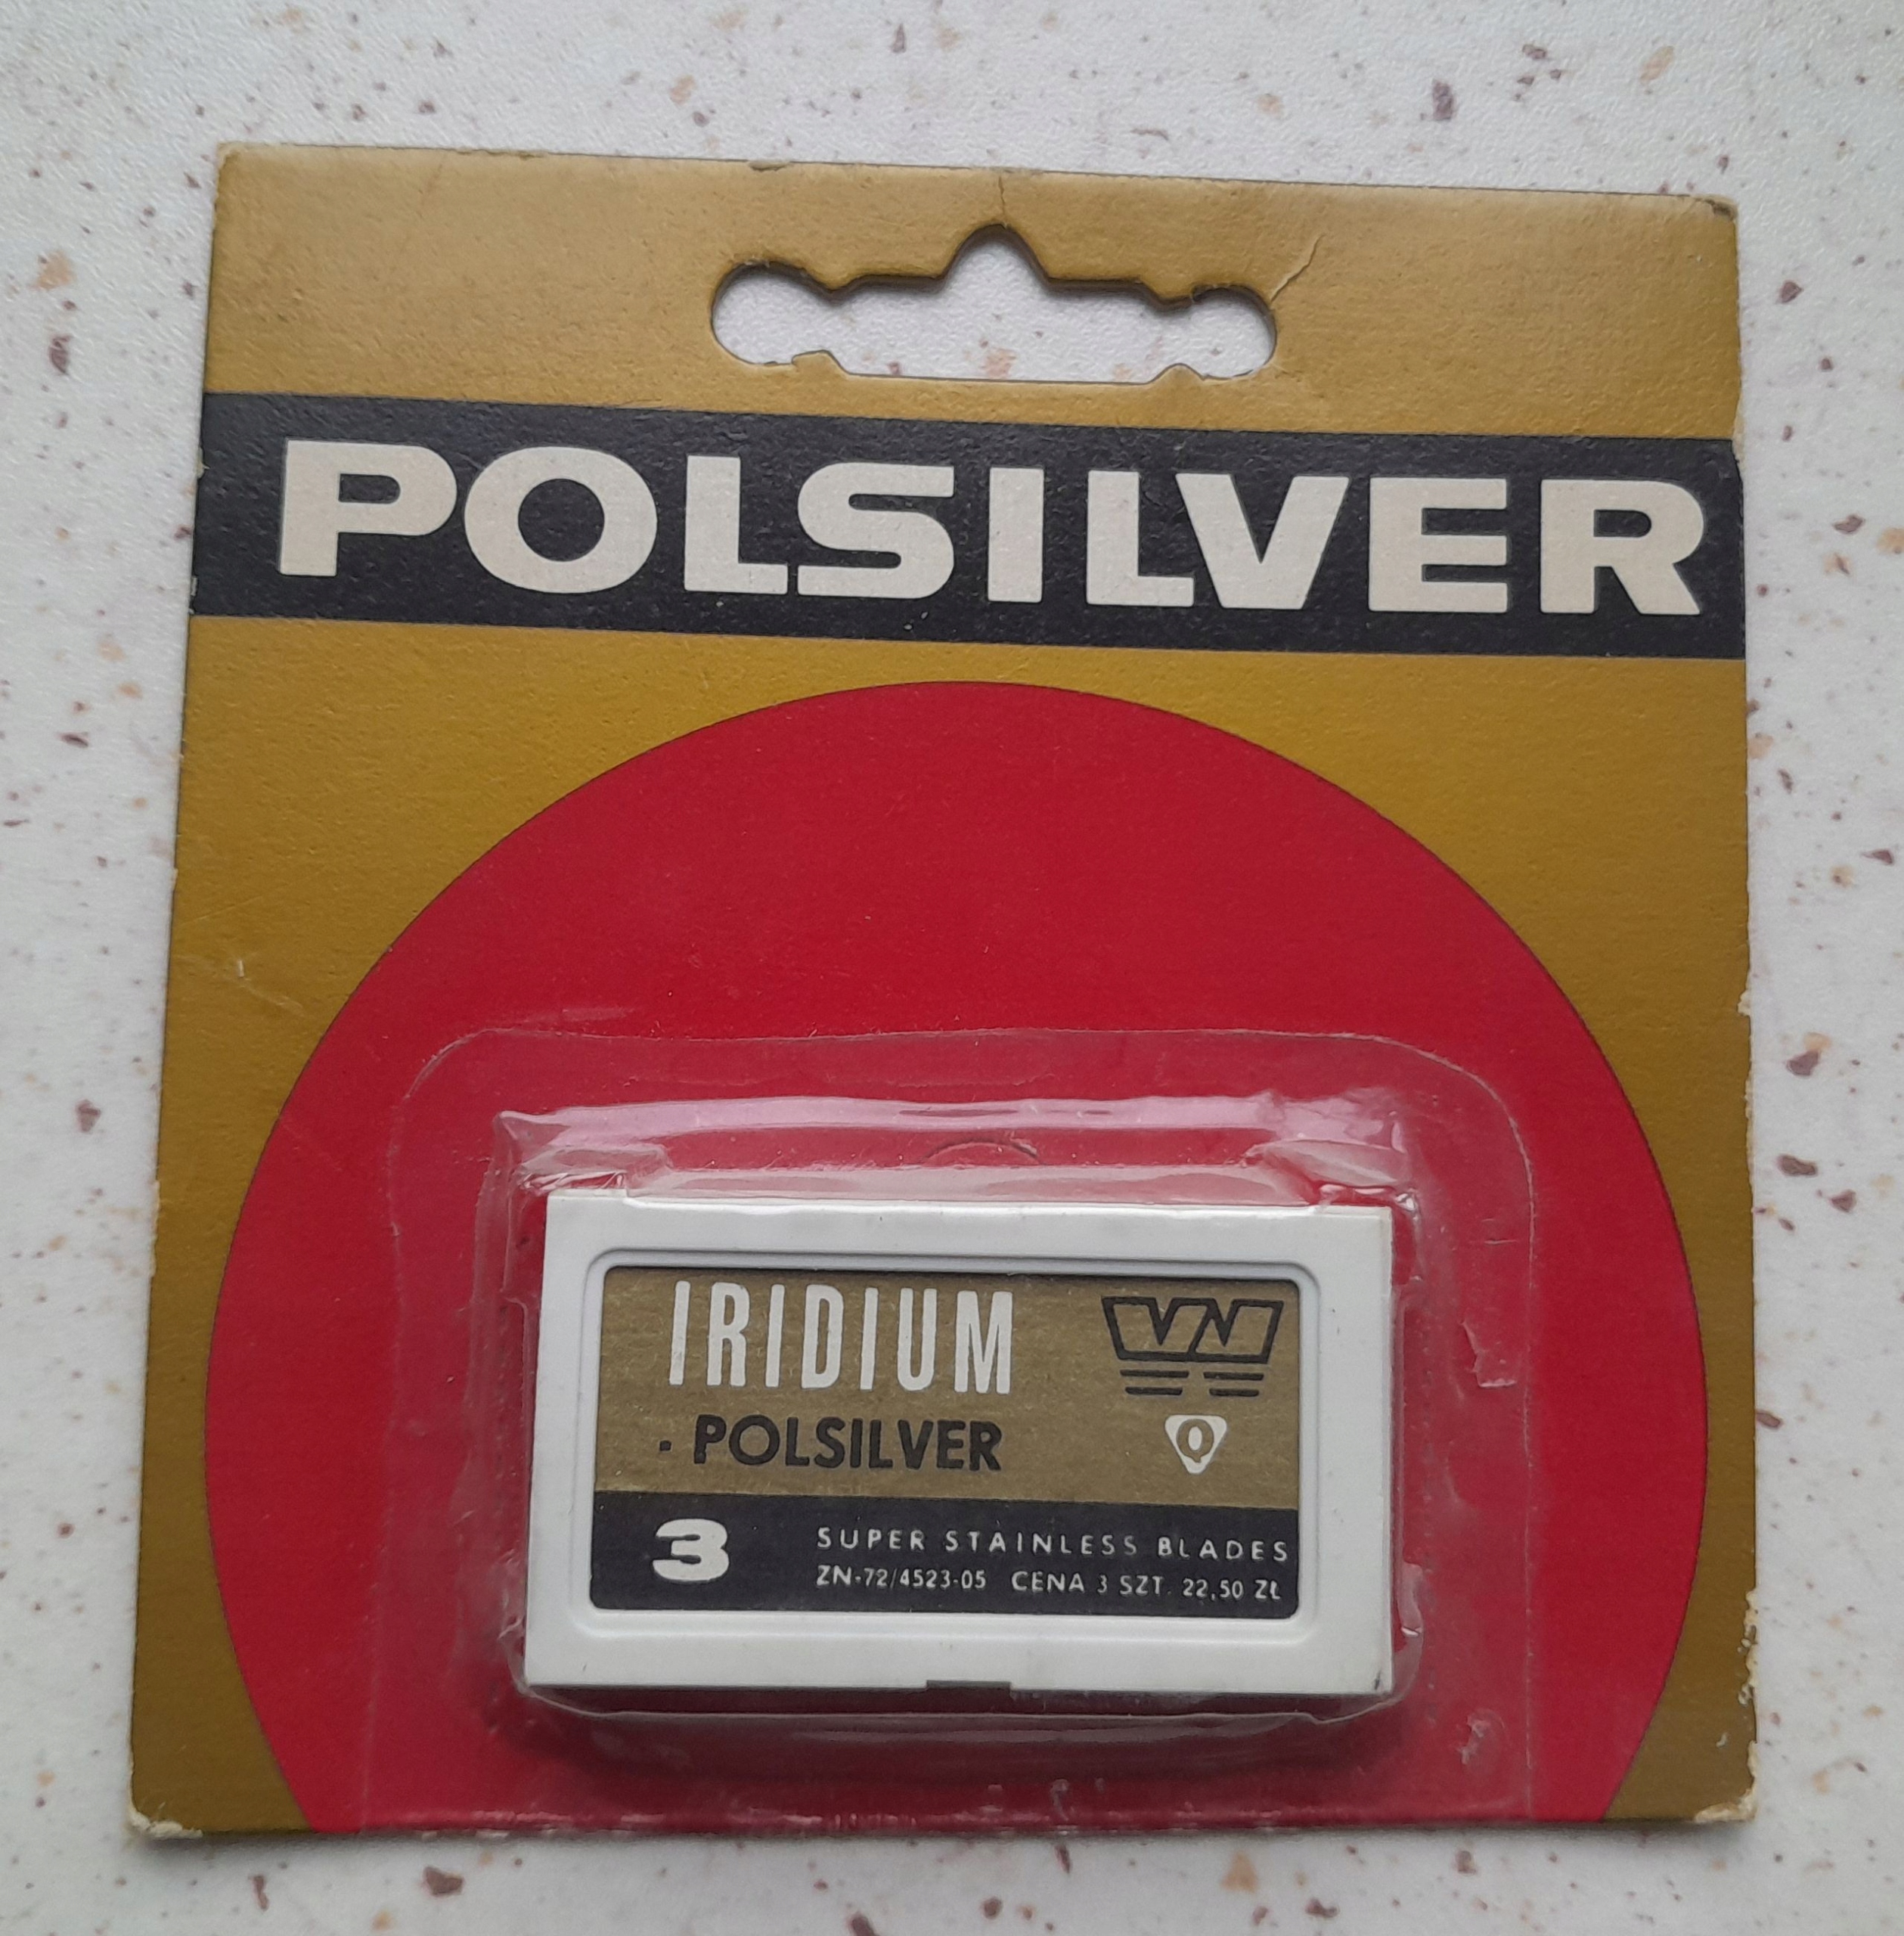 POLSILVER
IRIDIUM
· POLSILVER
Q
3 SUPER STAINLESS BLADES
ZN-72/4523-05 CENA 3 SZT. 22,50 ZŁ